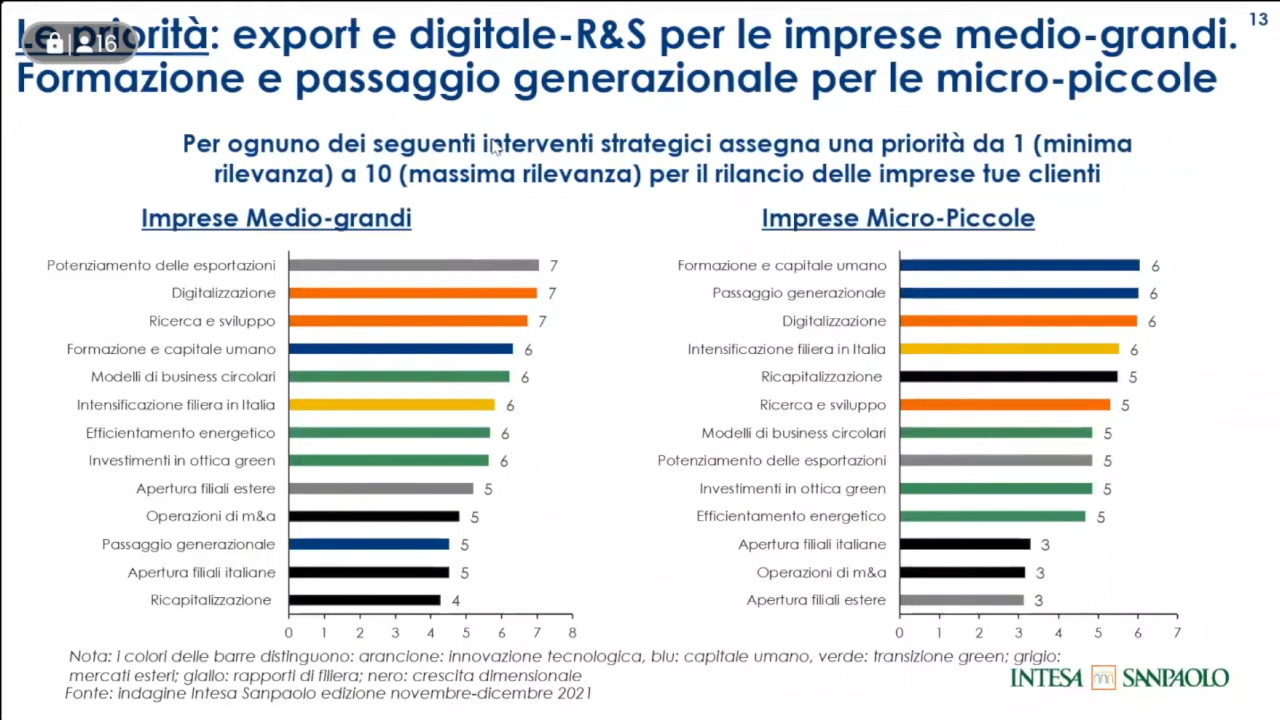 13
Le priorità: export e digitale-R&S per le imprese medio-grandi.
16
Formazione e passaggio generazionale per le micro-piccole
Per ognuno dei seguenti interventi strategici assegna una priorità da 1 (minima
rilevanza) a 10 (massima rilevanza) per il rilancio delle imprese tue clienti
Imprese Medio-grandi
Potenziamento delle esportazioni 7
Digitalizzazione 7
Ricerca e sviluppo 7
Formazione e capitale umano 6
Modelli di business circolari 6
Intensificazione filiera in Italia 6
Efficientamento energetico 6
Investimenti in ottica green 6
Apertura filiali estere 5
Operazioni di m&a 5
Passaggio generazionale 5
Apertura filiali italiane 5
Ricapitalizzazione 4
0 1 2 3 4 5 6 7 8
Imprese Micro-Piccole
Formazione e capitale umano 6
Passaggio generazionale 6
Digitalizzazione 6
Intensificazione filiera in Italia 6
Ricapitalizzazione 5
Ricerca e sviluppo 5
Modelli di business circolari 5
Potenziamento delle esportazioni 5
Investimenti in ottica green 5
Efficientamento energetico 5
Apertura filiali italiane 3
Operazioni di m&a 3
Apertura filiali estere 3
0 1 2 3 4 5 6 7
Nota: i colori delle barre distinguono: arancione: innovazione tecnologica, blu: capitale umano, verde: transizione green; grigio:
mercati esteri; giallo: rapporti di filiera; nero: crescita dimensionale
Fonte: indagine Intesa Sanpaolo edizione novembre-dicembre 2021
INTESA SANPAOLO